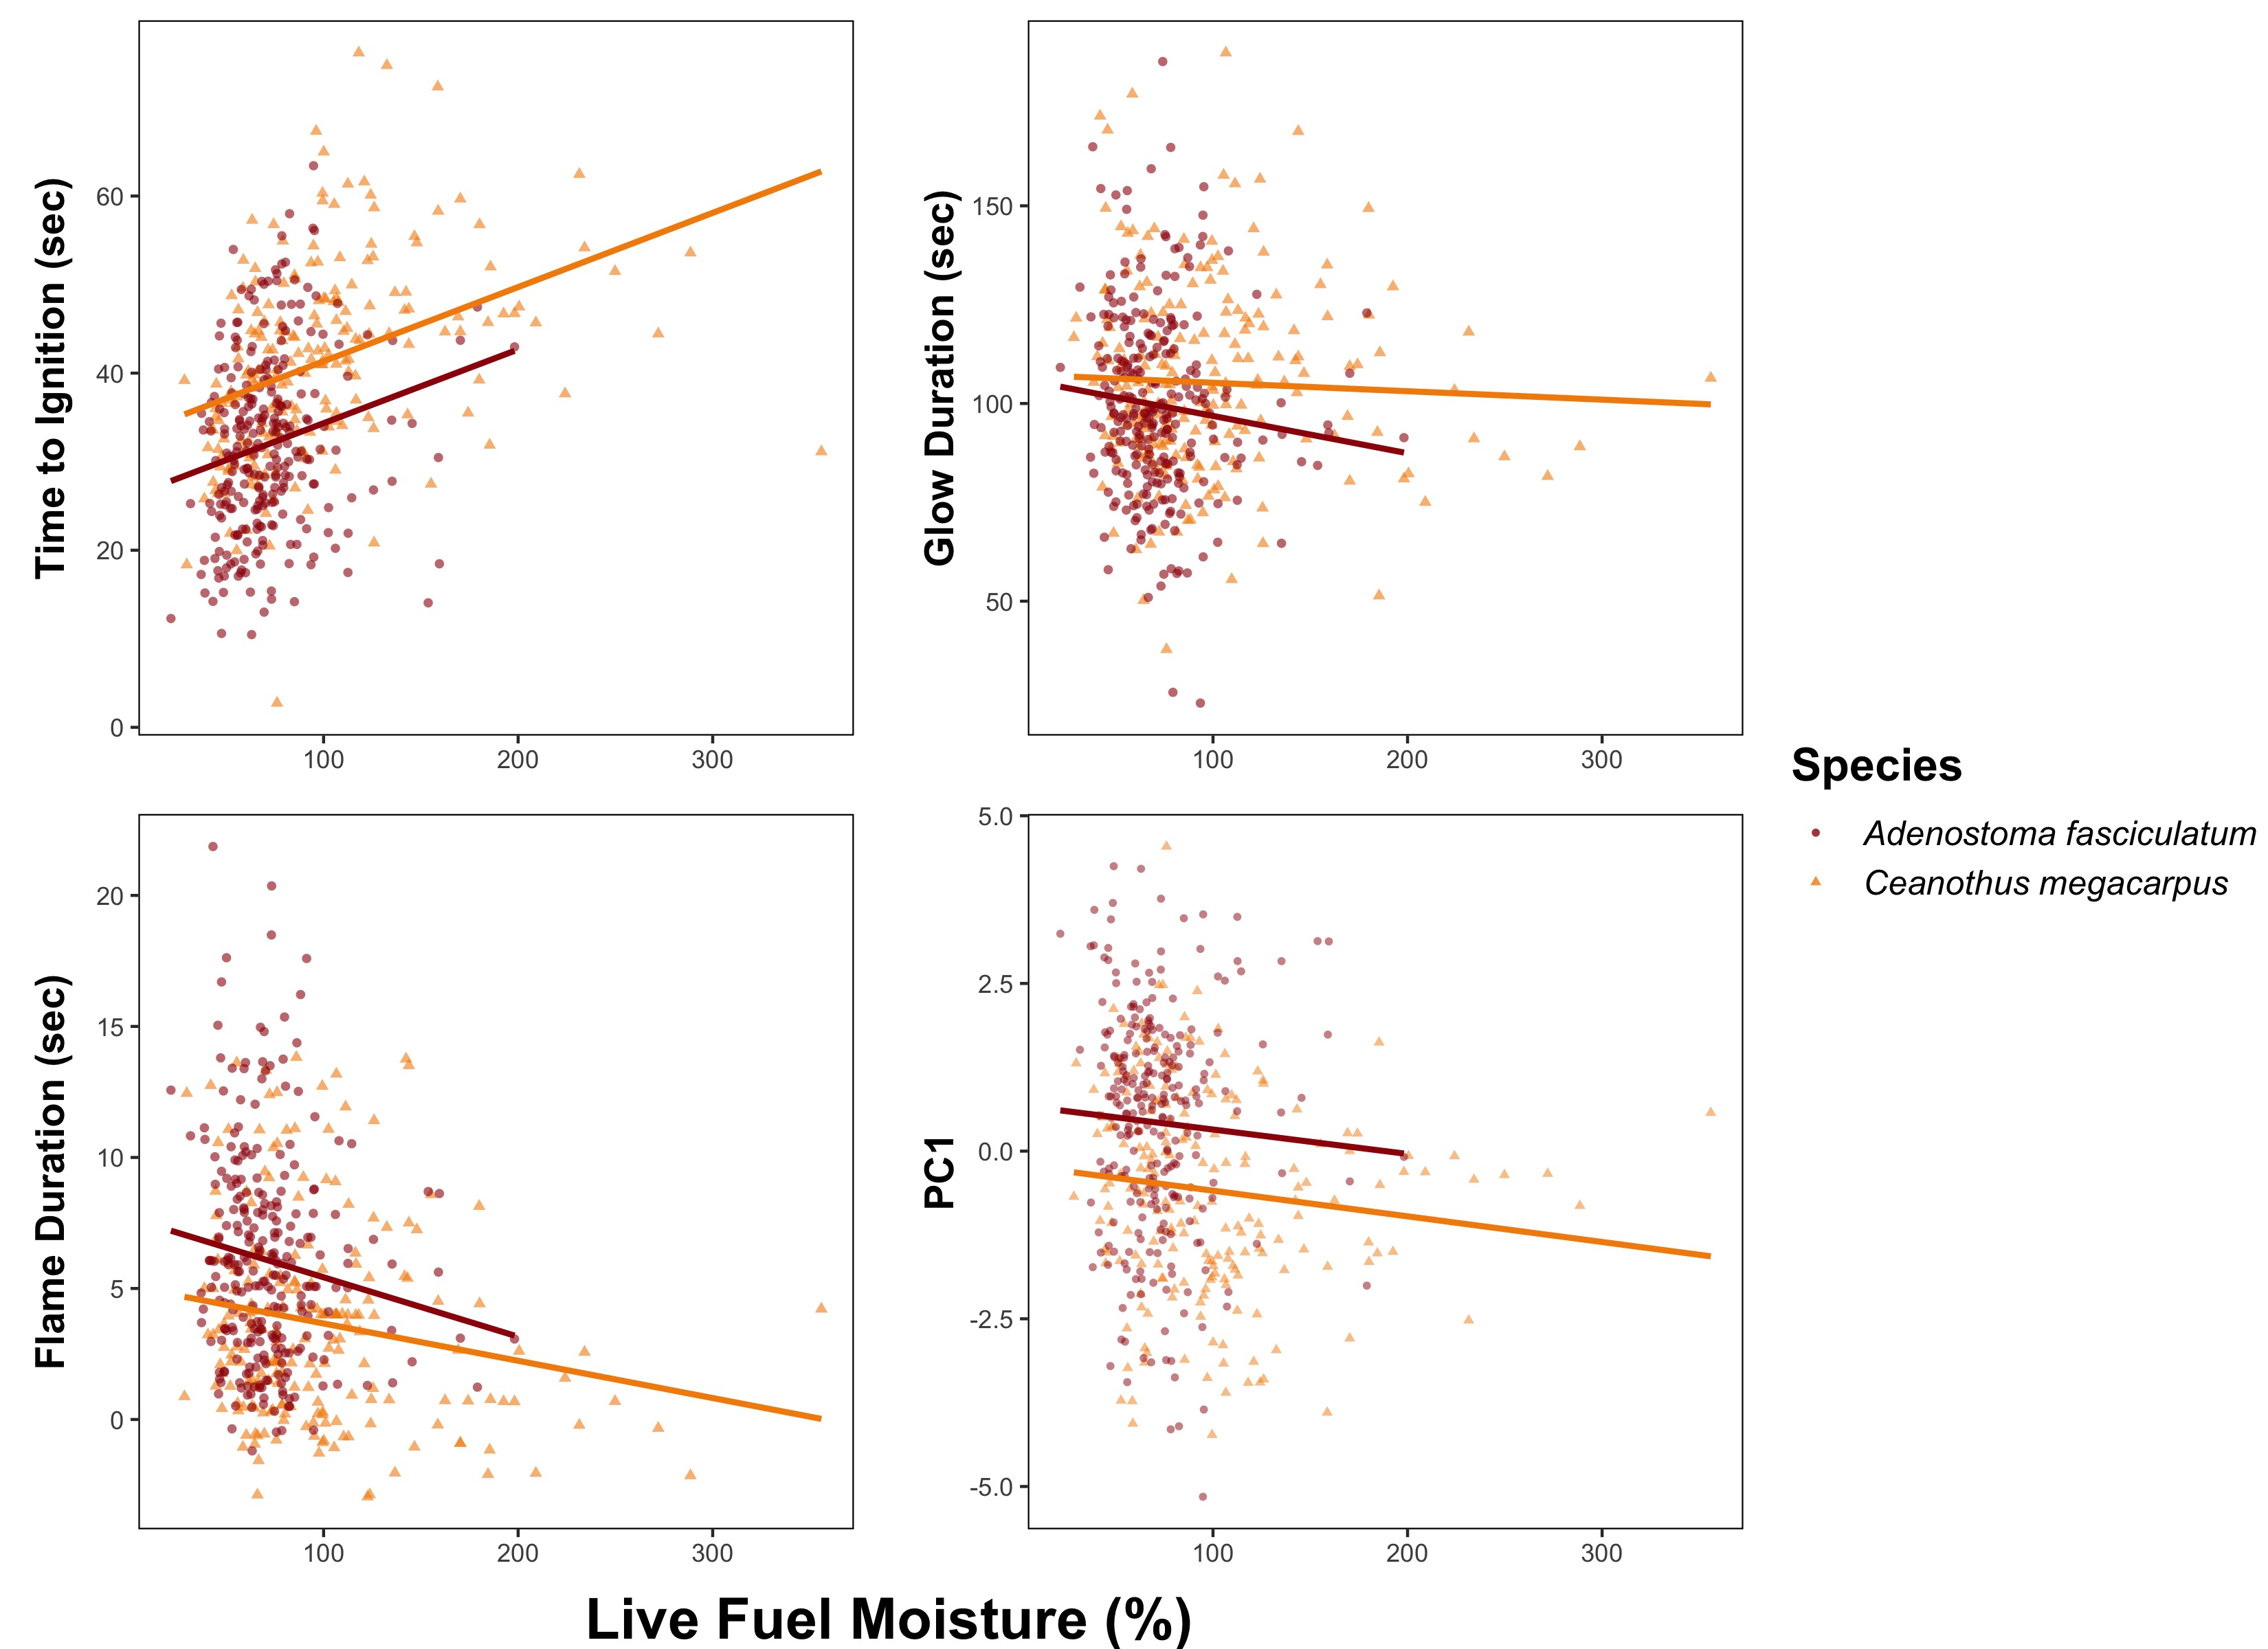 Time to Ignition (sec)
60
40
20
0
100 200 300
Glow Duration (sec)
150
100
50
100 200 300
Flame Duration (sec)
20
15
10
5
0
100 200 300
PC1
5.0
2.5
0.0
-2.5
-5.0
100 200 300
Live Fuel Moisture (%)
Species
Adenostoma fasciculatum
Ceanothus megacarpus